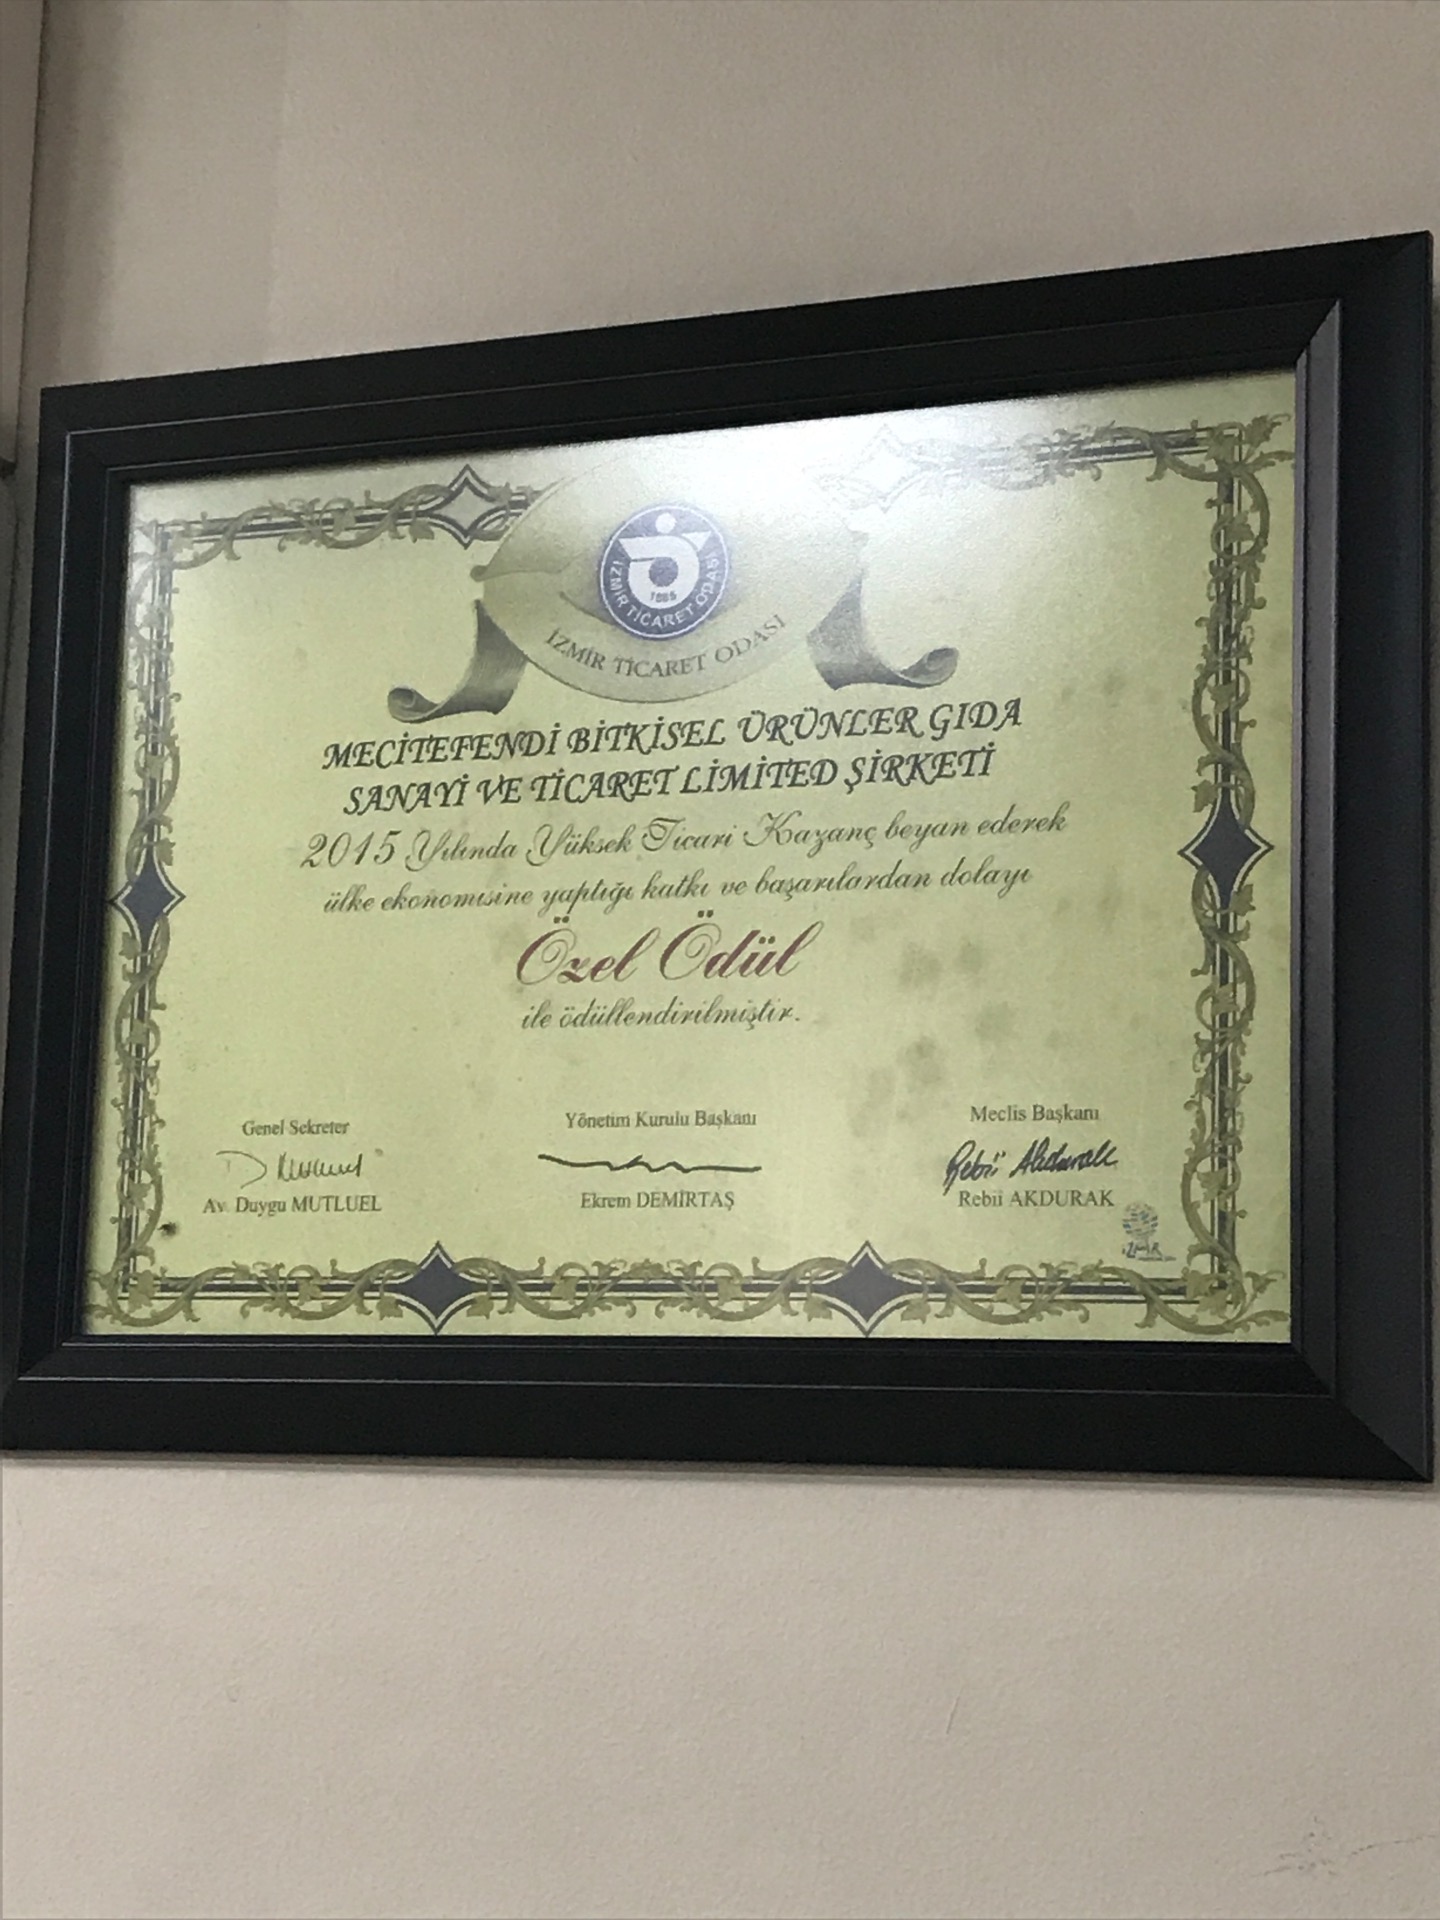 İZMİR TİCARET ODASI
1885
İZMİR TİCARET ODASI
MECİTEFENDİ BİTKİSEL ÜRÜNLER GIDA
SANAYİ VE TİCARET LİMİTED ŞİRKETİ
2015 Yılında Yüksek Ticari Kazanç beyan ederek
ülke ekonomisine yaptığı katkı ve başarılardan dolayı
Özel Ödül
ile ödüllendirilmiştir.
Genel Sekreter
Av. Duygu MUTLUEL
Yönetim Kurulu Başkanı
Ekrem DEMİRTAŞ
Meclis Başkanı
Rebii Akdurak
Rebii AKDURAK
İZMİR